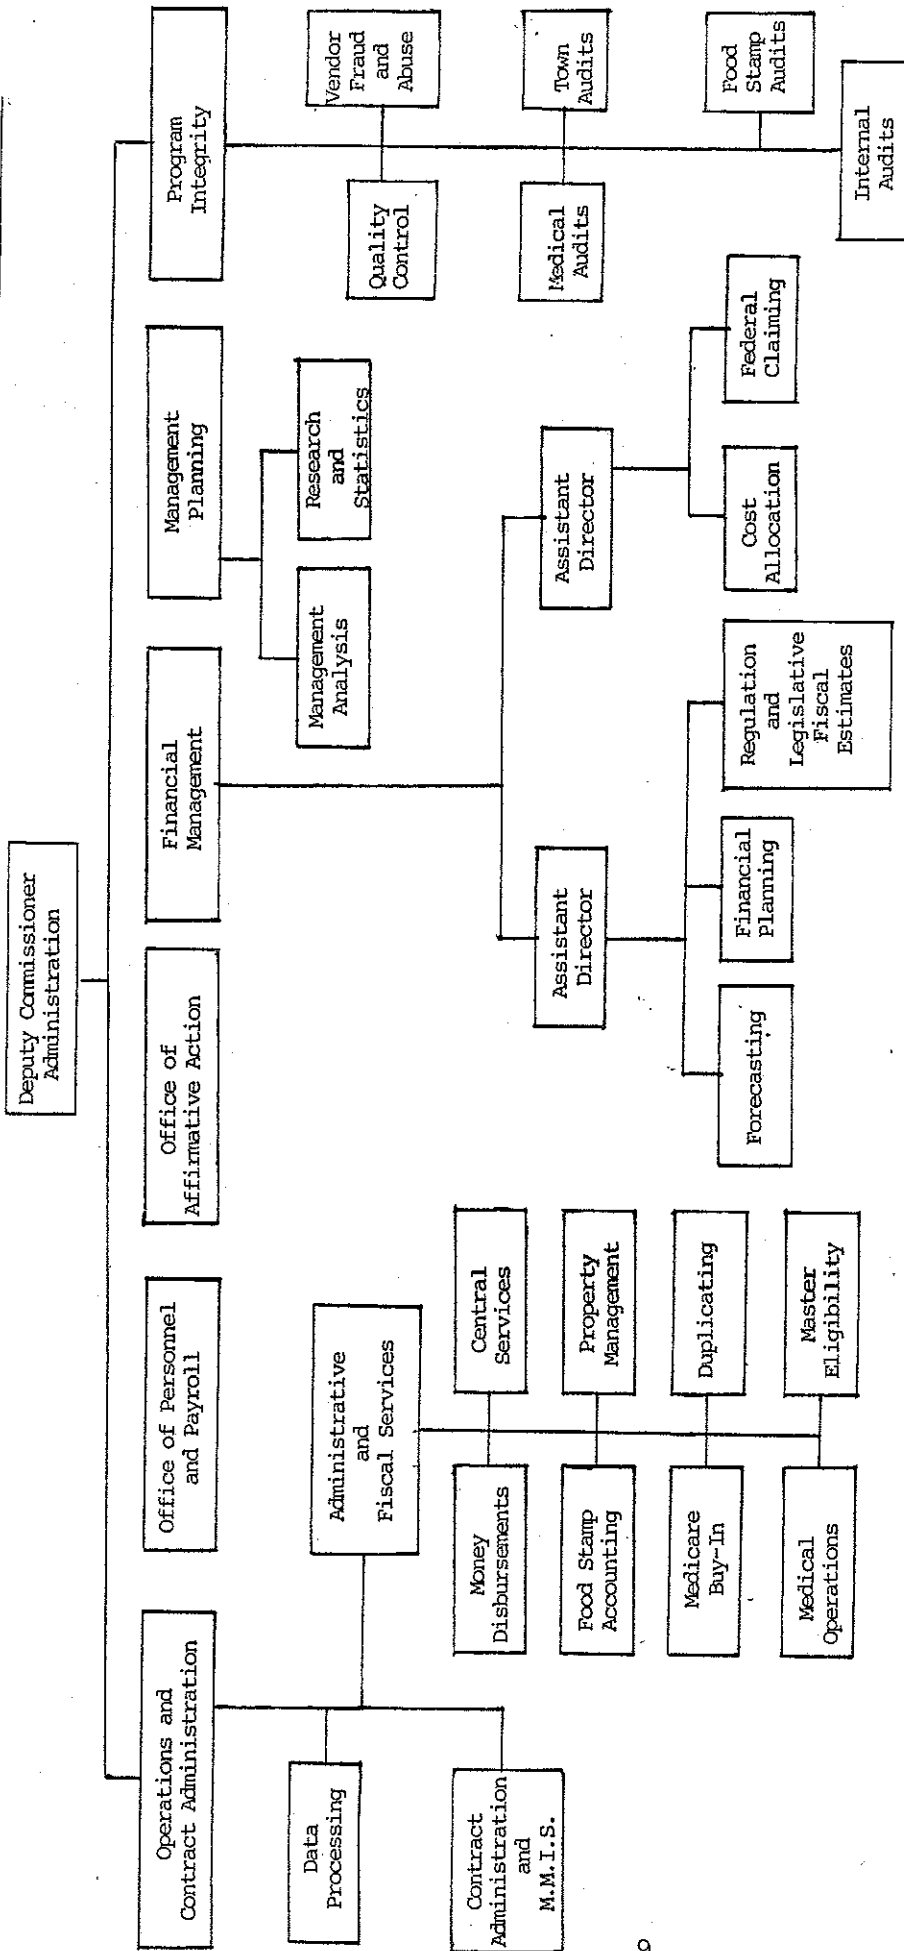 Deputy Commissioner
Administration
Operations and
Contract Administration
Office of Personnel
and Payroll
Office of
Affirmative Action
Financial
Management
Management
Planning
Program
Integrity
Data
Processing
Contract
Administration
and
M.M.I.S.
Administrative
and
Fiscal Services
Money
Disbursements
Central
Services
Food Stamp
Accounting
Property
Management
Medicare
Buy-In
Duplicating
Medical
Operations
Master
Eligibility
Assistant
Director
Forecasting
Financial
Planning
Regulation
and
Legislative
Fiscal
Estimates
Assistant
Director
Cost
Allocation
Federal
Claiming
Management
Analysis
Research
and
Statistics
Quality
Control
Vendor
Fraud
and
Abuse
Medical
Audits
Town
Audits
Food
Stamp
Audits
Internal
Audits
9